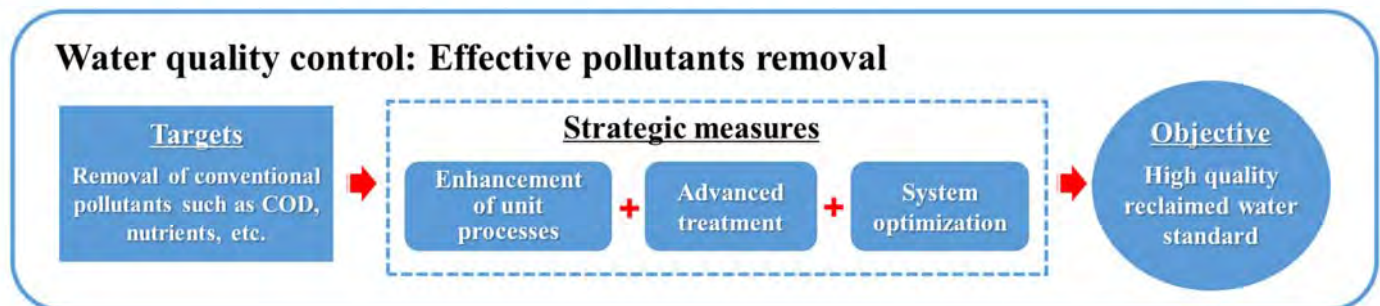 Water quality control: Effective pollutants removal
Targets
Removal of conventional
pollutants such as COD,
nutrients, etc.
Strategic measures
Enhancement
of unit
processes
+
Advanced
treatment
+
System
optimization
Objective
High quality
reclaimed water
standard